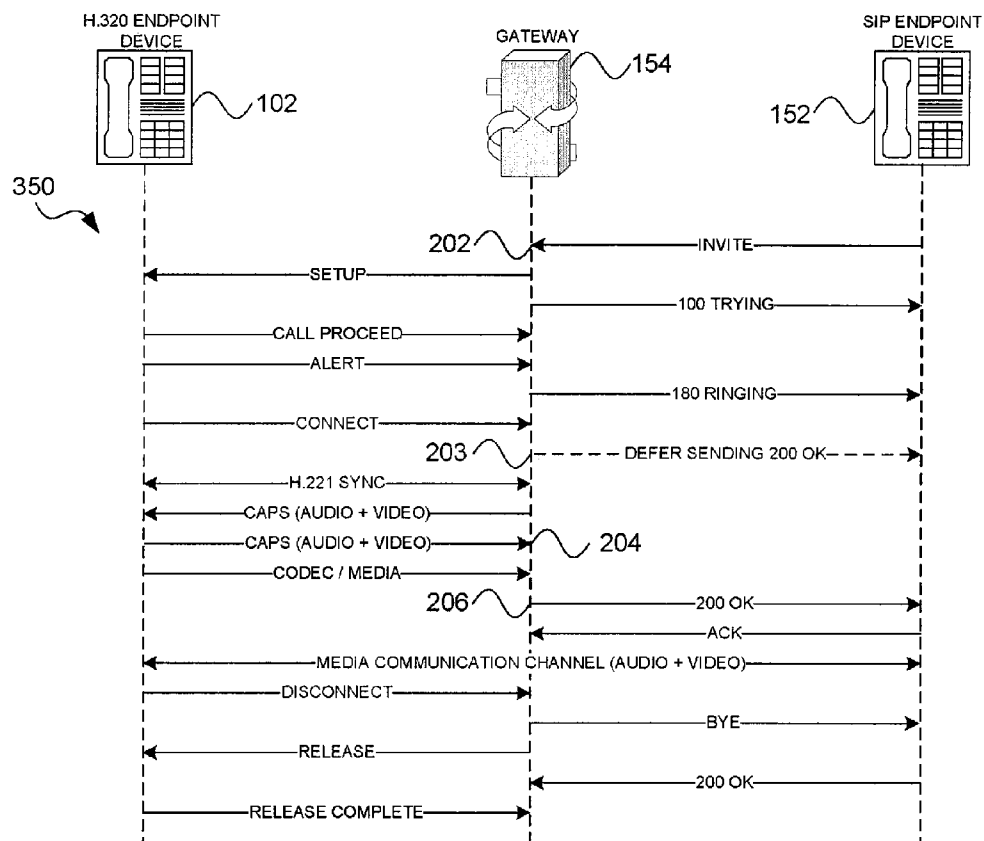 H.320 ENDPOINT
DEVICE
GATEWAY
SIP ENDPOINT
DEVICE
102
154
152
350
202
INVITE
SETUP
100 TRYING
CALL PROCEED
ALERT
180 RINGING
CONNECT
203
DEFER SENDING 200 OK
H.221 SYNC
CAPS (AUDIO + VIDEO)
CAPS (AUDIO + VIDEO)
204
CODEC / MEDIA
206
200 OK
ACK
MEDIA COMMUNICATION CHANNEL (AUDIO + VIDEO)
DISCONNECT
BYE
RELEASE
200 OK
RELEASE COMPLETE